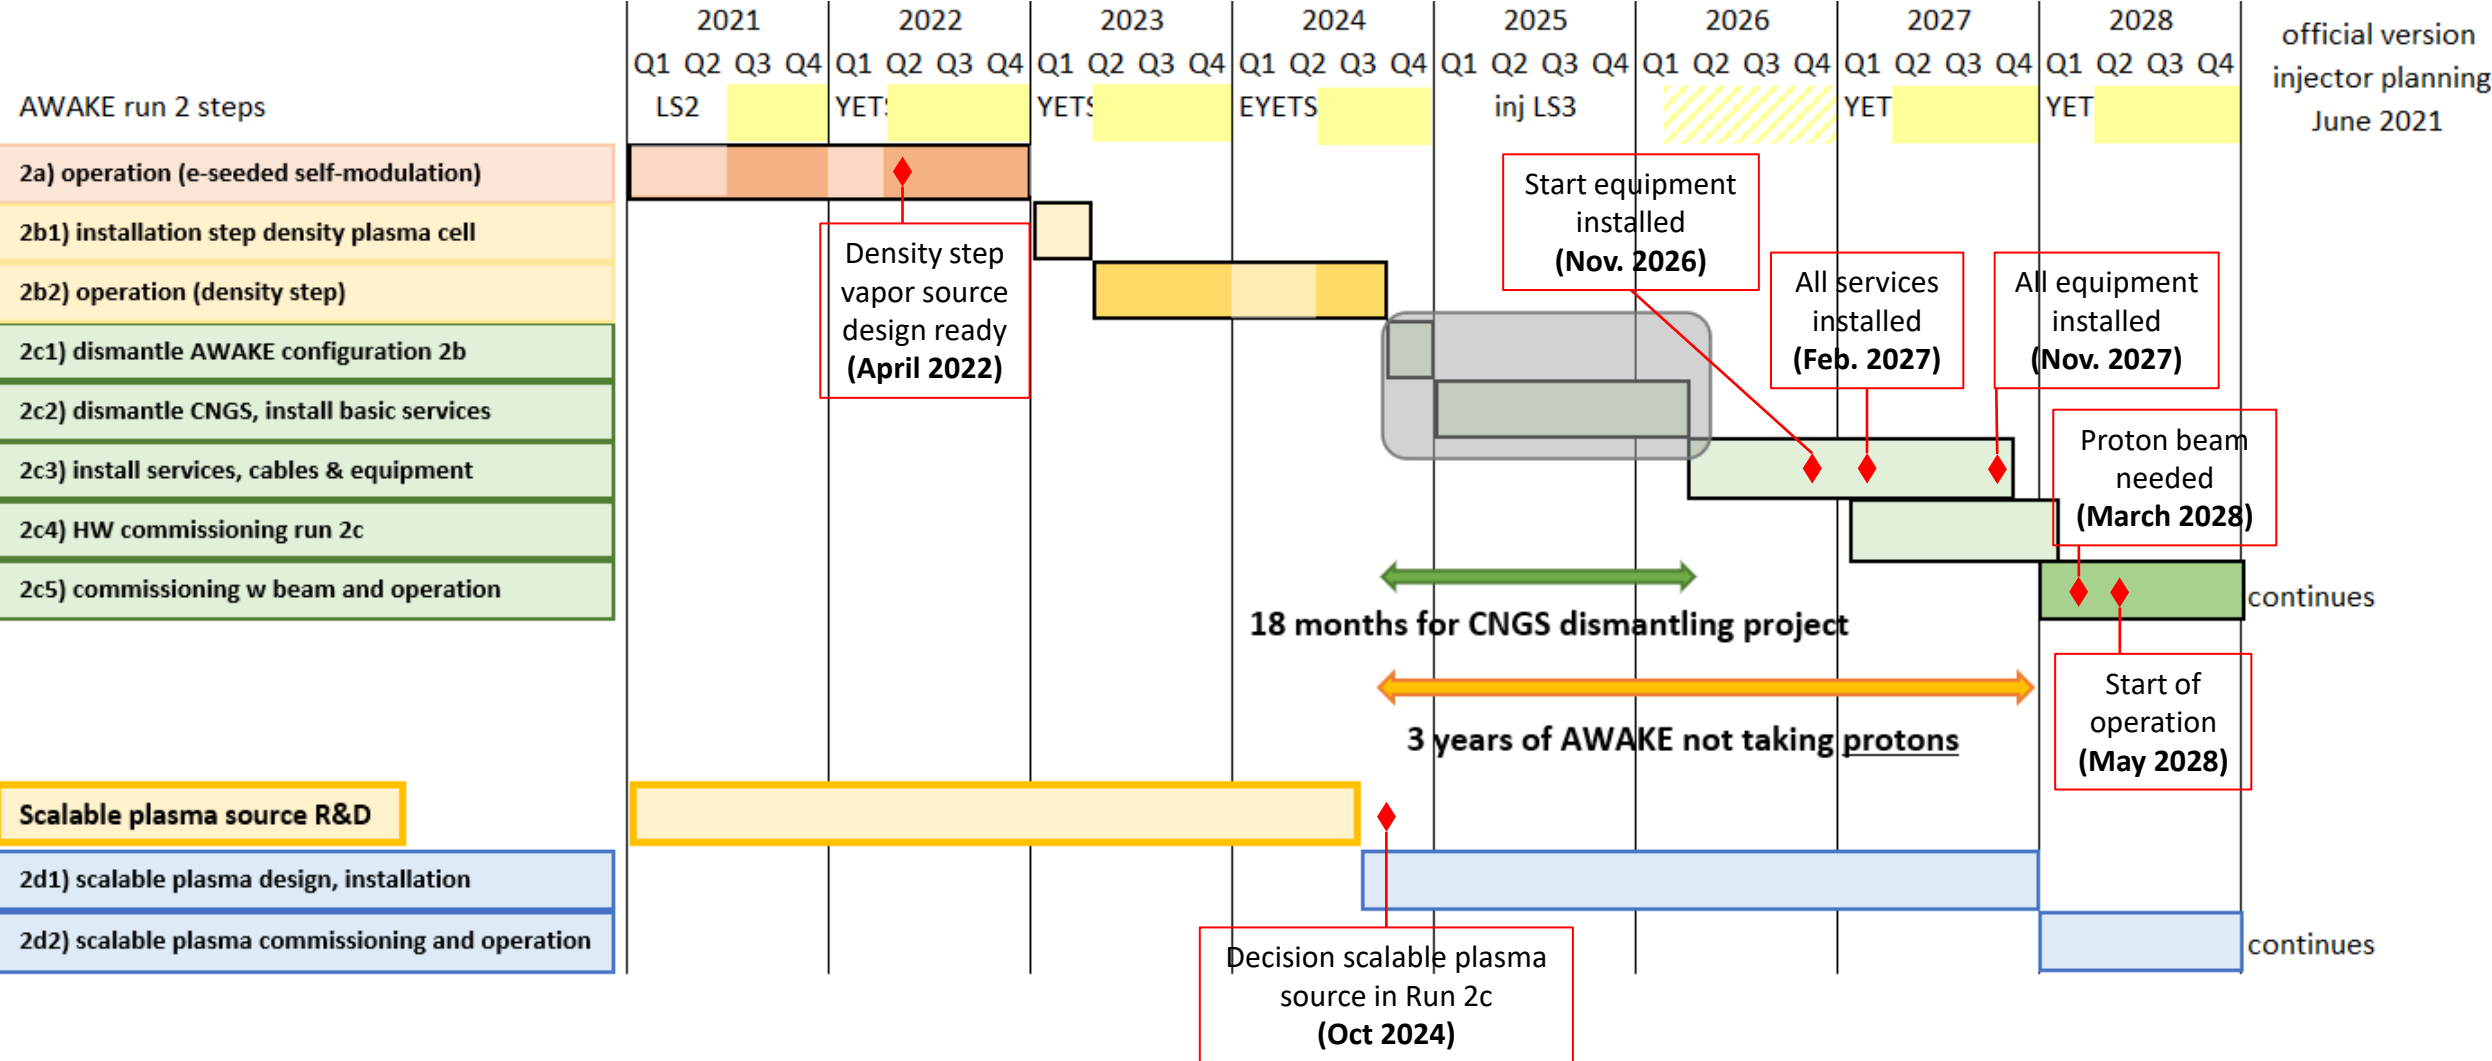 2021 2022 2023 2024 2025 2026 2027 2028
Q1 Q2 Q3 Q4 Q1 Q2 Q3 Q4 Q1 Q2 Q3 Q4 Q1 Q2 Q3 Q4 Q1 Q2 Q3 Q4 Q1 Q2 Q3 Q4 Q1 Q2 Q3 Q4 Q1 Q2 Q3 Q4
official version
injector planning
June 2021
AWAKE run 2 steps
LS2 YETS YETS EYETS inj LS3 YET YET
2a) operation (e-seeded self-modulation)
2b1) installation step density plasma cell
2b2) operation (density step)
2c1) dismantle AWAKE configuration 2b
2c2) dismantle CNGS, install basic services
2c3) install services, cables & equipment
2c4) HW commissioning run 2c
2c5) commissioning w beam and operation
Density step
vapor source
design ready
(April 2022)
Start equipment
installed
(Nov. 2026)
All services
installed
(Feb. 2027)
All equipment
installed
(Nov. 2027)
Proton beam
needed
(March 2028)
continues
18 months for CNGS dismantling project
3 years of AWAKE not taking protons
Start of
operation
(May 2028)
Scalable plasma source R&D
2d1) scalable plasma design, installation
2d2) scalable plasma commissioning and operation
continues
Decision scalable plasma
source in Run 2c
(Oct 2024)